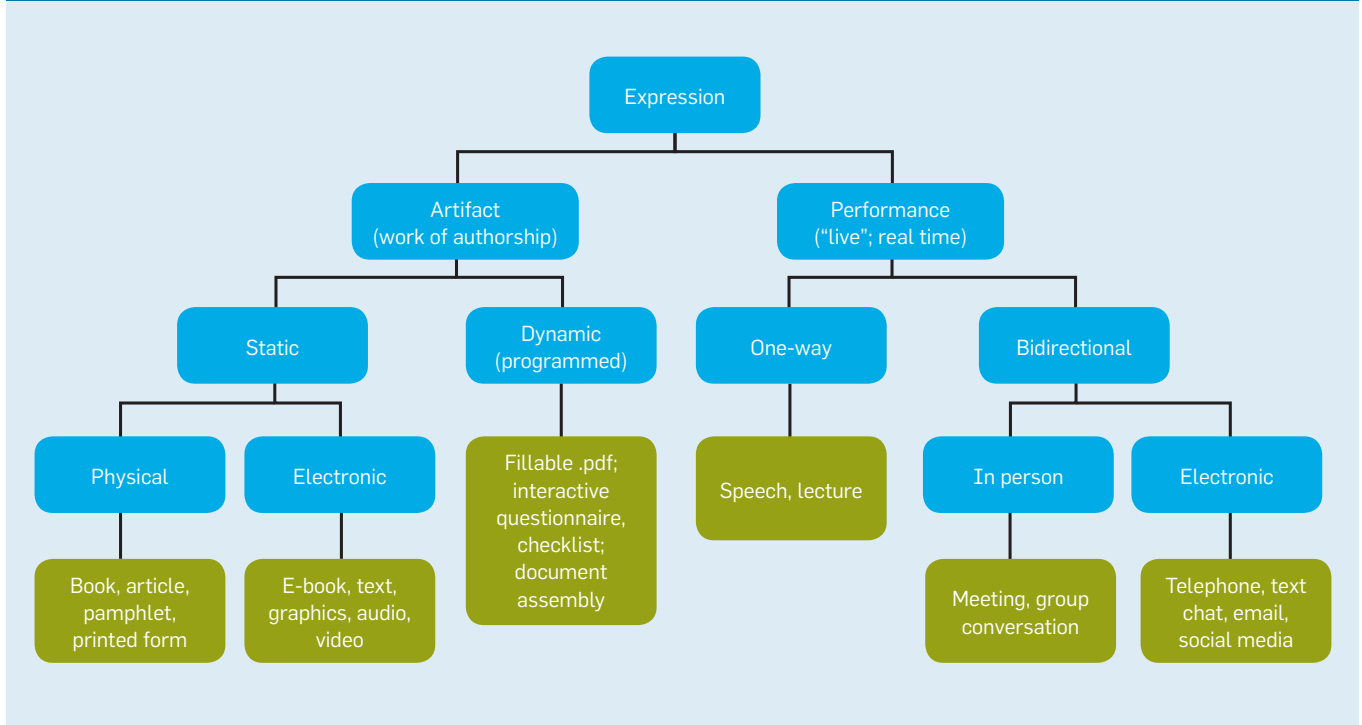 Expression
Artifact
(work of authorship)
Performance
(“live”; real time)
Static
Dynamic
(programmed)
One-way
Bidirectional
Physical
Electronic
Fillable .pdf;
interactive
questionnaire,
checklist;
document
assembly
Speech, lecture
In person
Electronic
Book, article,
pamphlet,
printed form
E-book, text,
graphics, audio,
video
Meeting, group
conversation
Telephone, text
chat, email,
social media